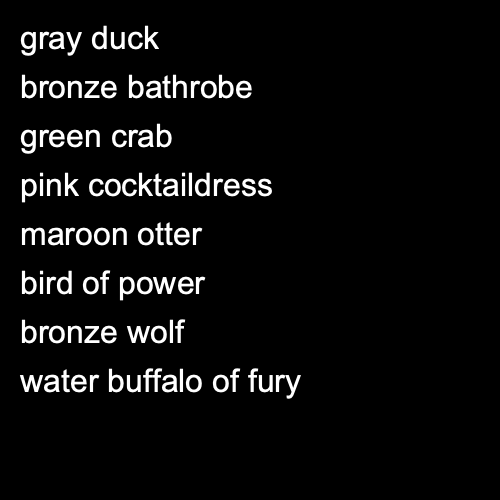 gray duck
bronze bathrobe
green crab
pink cocktaildress
maroon otter
bird of power
bronze wolf
water buffalo of fury